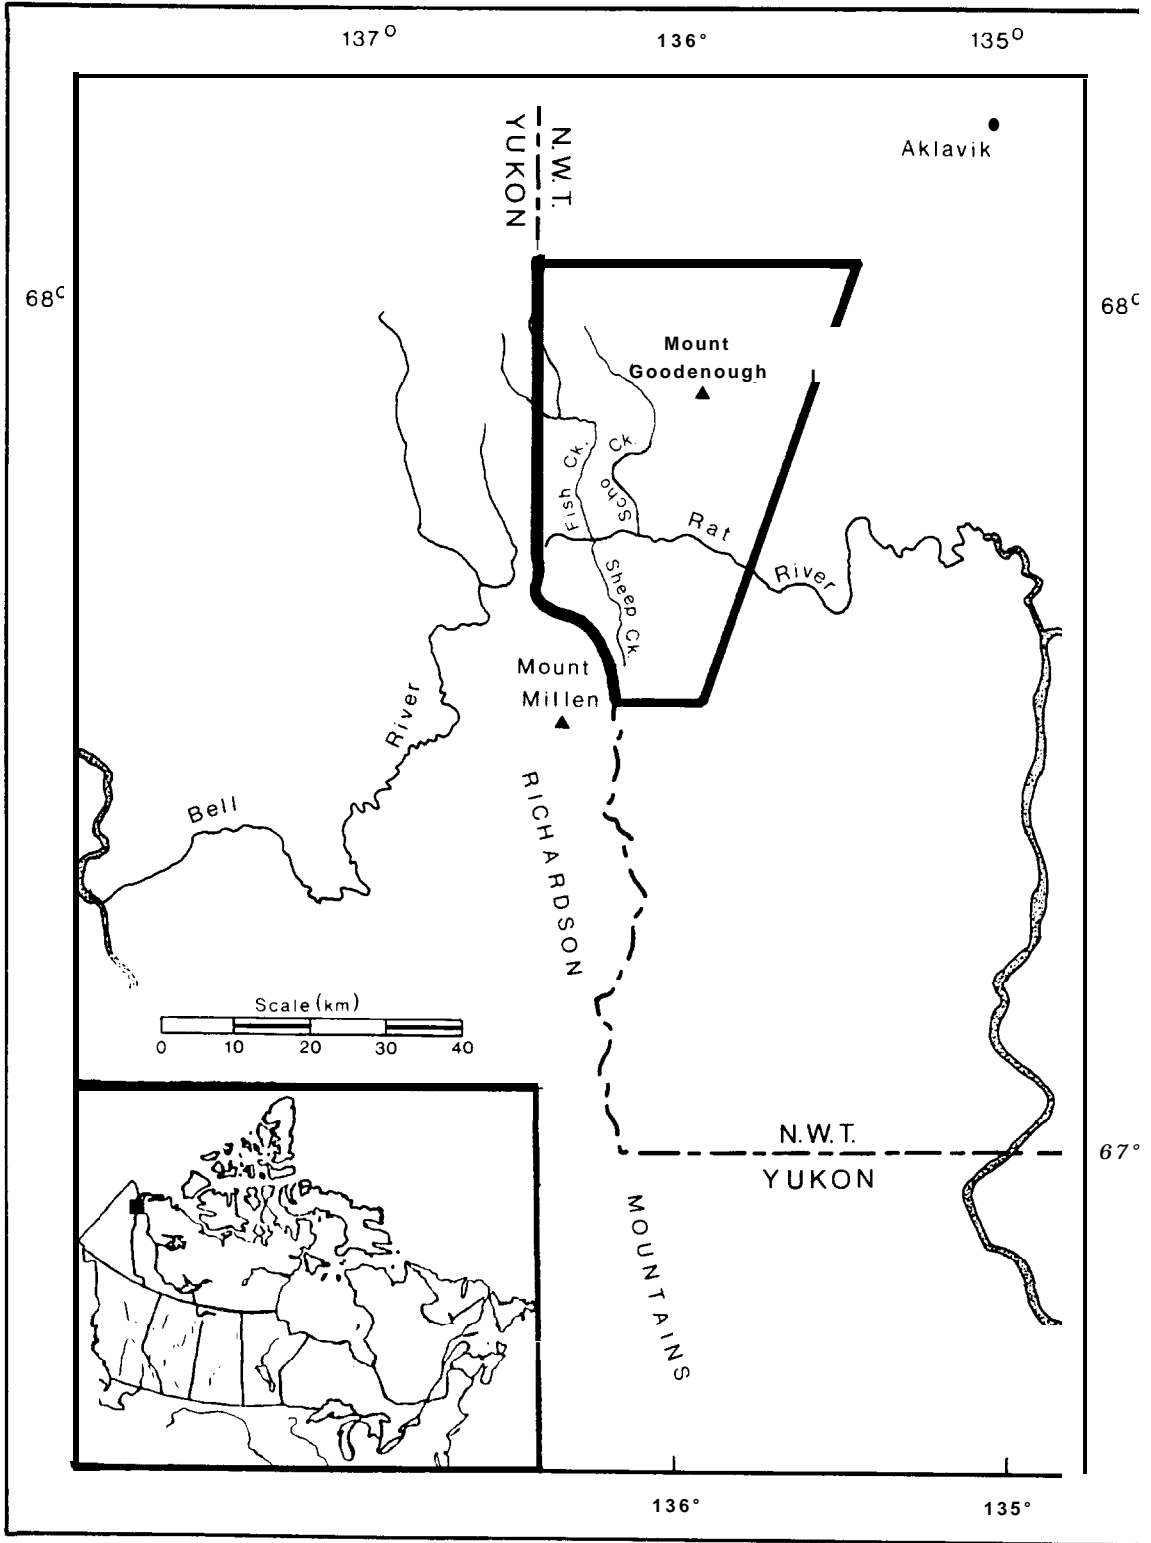 137°
136°
135°
YUKON
N.W.T.
Aklavik
68°
68°
Mount
Goodenough
Fish Ck.
Scho Ck.
Rat River
Sheep Ck.
Mount
Millen
Bell River
RICHARDSON MOUNTAINS
Scale (km)
0 10 20 30 40
N.W.T.
YUKON
67°
136°
135°